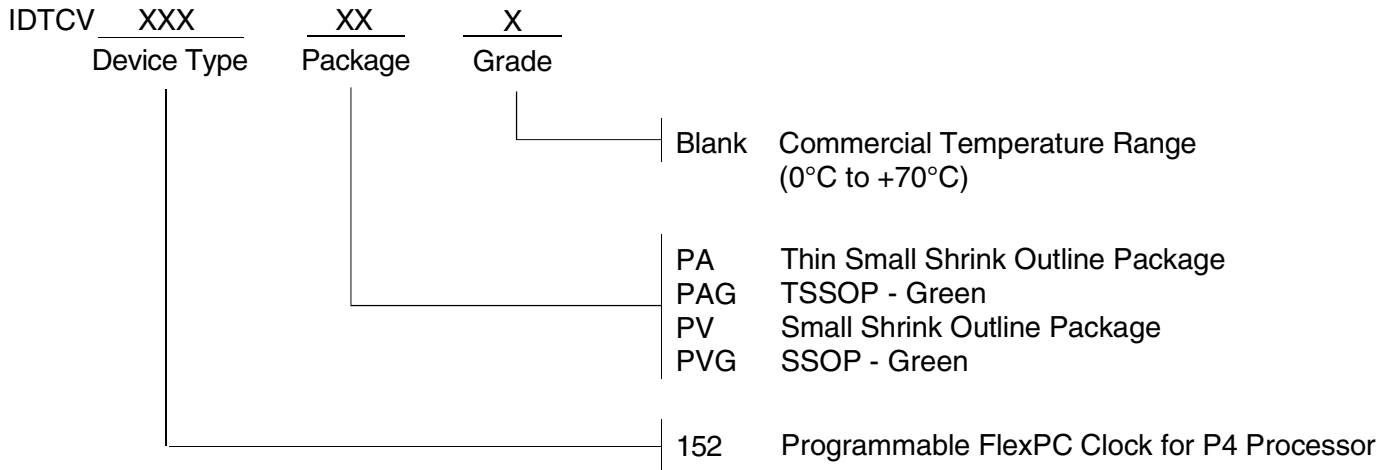 IDTCV XXX XX X
Device Type Package Grade
Blank Commercial Temperature Range
(0°C to +70°C)
PA Thin Small Shrink Outline Package
PAG TSSOP - Green
PV Small Shrink Outline Package
PVG SSOP - Green
152 Programmable FlexPC Clock for P4 Processor